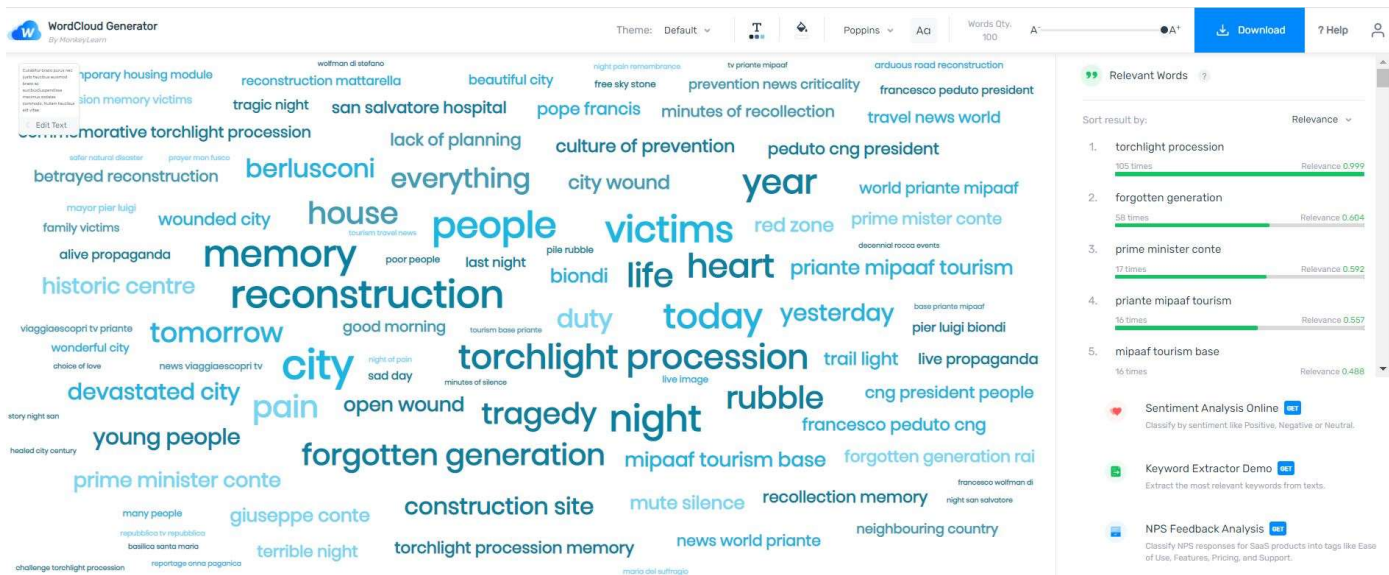 WordCloud Generator
By MonkeyLearn
Theme: Default
T
Poppins
Aa
Words Qty.
100
A-
A+
Download
? Help
Edit Text
mporary housing module
wolfman di stefano
reconstruction mattarella
beautiful city
night pain remembrance
tv priante mipaaf
arduous road reconstruction
free sky stone
prevention news criticality
francesco peduto president
sion memory victims
tragic night
san salvatore hospital
pope francis
minutes of recollection
travel news world
commemorative torchlight procession
lack of planning
culture of prevention
peduto cng president
safer natural disaster
prayer mon fusco
betrayed reconstruction
berlusconi
everything
city wound
year
world priante mipaaf
mayor pier luigi
family victims
wounded city
house
tourism travel news
people
victims
red zone
prime mister conte
alive propaganda
memory
poor people
last night
pile rubble
decennial rocca events
biondi
life
heart
priante mipaaf tourism
historic centre
reconstruction
viaggiaescopri tv priante
tomorrow
good morning
tourism base priante
duty
today
yesterday
base priante mipaaf
pier luigi biondi
wonderful city
choice of love
news viaggiaescopri tv
city
night of pain
sad day
minutes of silence
torchlight procession
live image
trail light
live propaganda
devastated city
pain
open wound
tragedy
night
rubble
cng president people
story night san
young people
francesco peduto cng
healed city century
forgotten generation
mipaaf tourism base
forgotten generation rai
prime minister conte
francesco wolfman di
construction site
mute silence
recollection memory
night san salvatore
many people
giuseppe conte
neighbouring country
repubblica tv repubblica
basilica santa maria
terrible night
torchlight procession memory
news world priante
challenge torchlight procession
reportage anna paganica
maria del suffragio
Relevant Words ?
Sort result by:
Relevance
1. torchlight procession
105 times Relevance 0.999
2. forgotten generation
58 times Relevance 0.604
3. prime minister conte
17 times Relevance 0.592
4. priante mipaaf tourism
16 times Relevance 0.557
5. mipaaf tourism base
16 times Relevance 0.488
Sentiment Analysis Online GET
Classify by sentiment like Positive, Negative or Neutral.
Keyword Extractor Demo GET
Extract the most relevant keywords from texts.
NPS Feedback Analysis GET
Classify NPS responses for SaaS products into tags like Ease
of Use, Features, Pricing, and Support.